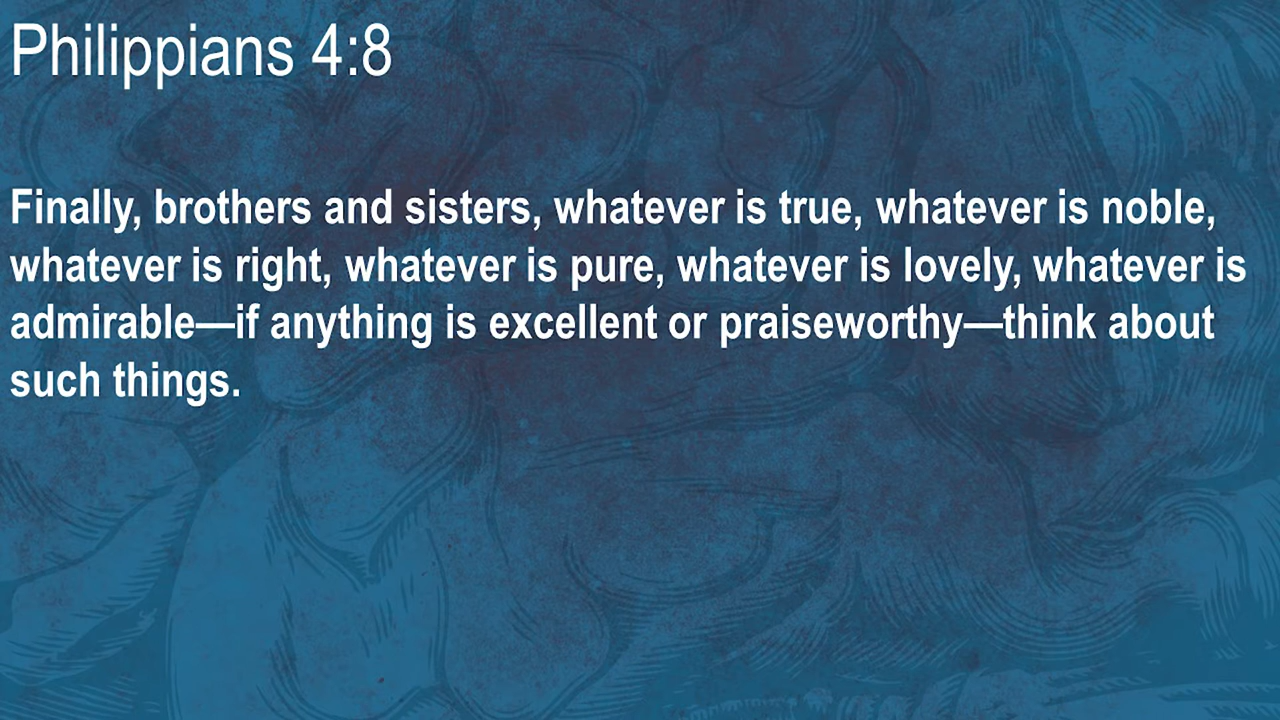 Philippians 4:8
Finally, brothers and sisters, whatever is true, whatever is noble,
whatever is right, whatever is pure, whatever is lovely, whatever is
admirable—if anything is excellent or praiseworthy—think about
such things.